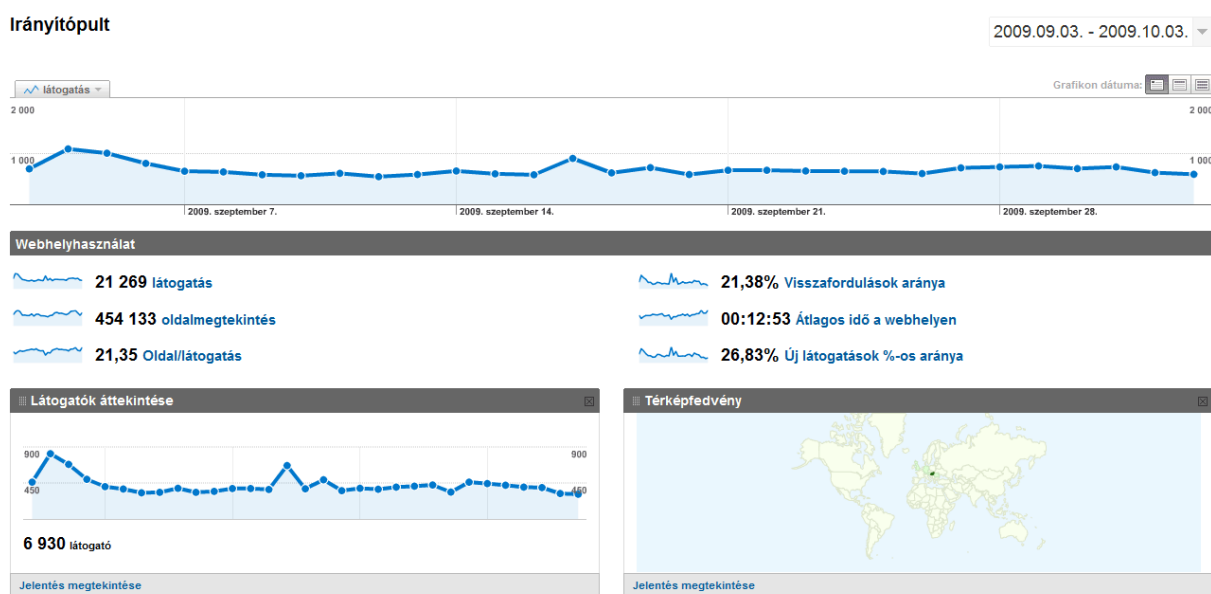 Irányítópult
2009.09.03. - 2009.10.03.
látogatás
Grafikon dátuma:
2 000
2 000
1 000
1 000
2009. szeptember 7.
2009. szeptember 14.
2009. szeptember 21.
2009. szeptember 28.
Webhelyhasználat
21 269 látogatás
21,38% Visszafordulások aránya
454 133 oldalmegtekintés
00:12:53 Átlagos idő a webhelyen
21,35 Oldal/látogatás
26,83% Új látogatások %-os aránya
Látogatók áttekintése
900
900
450
450
6 930 látogató
Jelentés megtekintése
Térképfedvény
Jelentés megtekintése